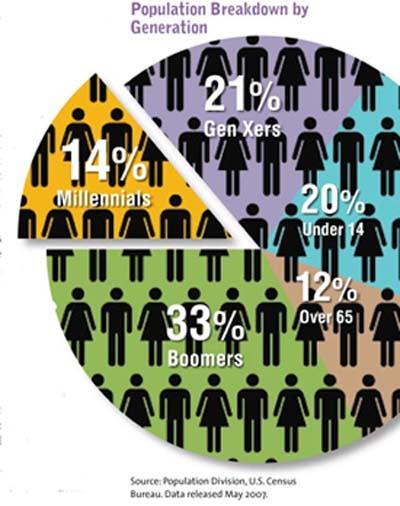 Population Breakdown by
Generation
21%
Gen Xers
14%
Millennials
20%
Under 14
12%
Over 65
33%
Boomers
Source: Population Division, U.S. Census
Bureau. Data released May 2007.